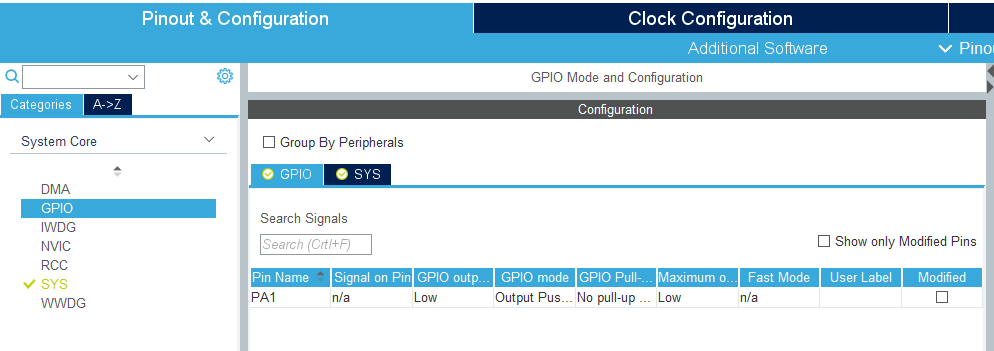 Pinout & Configuration
Clock Configuration
Additional Software
Pino
GPIO Mode and Configuration
Categories
A->Z
System Core
DMA
GPIO
IWDG
NVIC
RCC
SYS
WWDG
Configuration
Group By Peripherals
GPIO
SYS
Search Signals
Search (Crtl+F)
Show only Modified Pins
Pin Name Signal on Pin GPIO outp... GPIO mode GPIO Pull-... Maximum o... Fast Mode User Label Modified
PA1 n/a Low Output Pus... No pull-up ... Low n/a